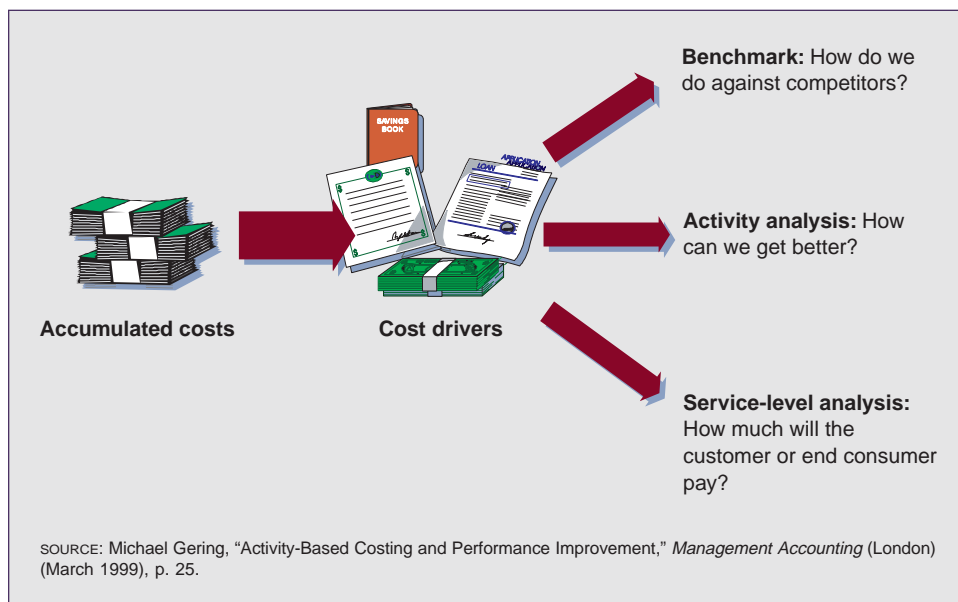 Benchmark: How do we
do against competitors?
SAVINGS
BOOK
APPLICATION
APPLICATION
LOAN
Activity analysis: How
can we get better?
Accumulated costs
Cost drivers
Service-level analysis:
How much will the
customer or end consumer
pay?
SOURCE: Michael Gering, “Activity-Based Costing and Performance Improvement,” Management Accounting (London)
(March 1999), p. 25.